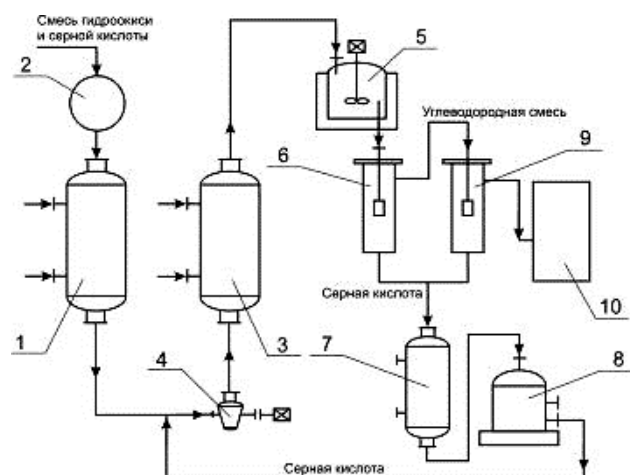 Смесь гидроокиси
и серной кислоты
2
5
Углеводородная смесь
6
9
1
3
4
Серная кислота
7
8
10
Серная кислота